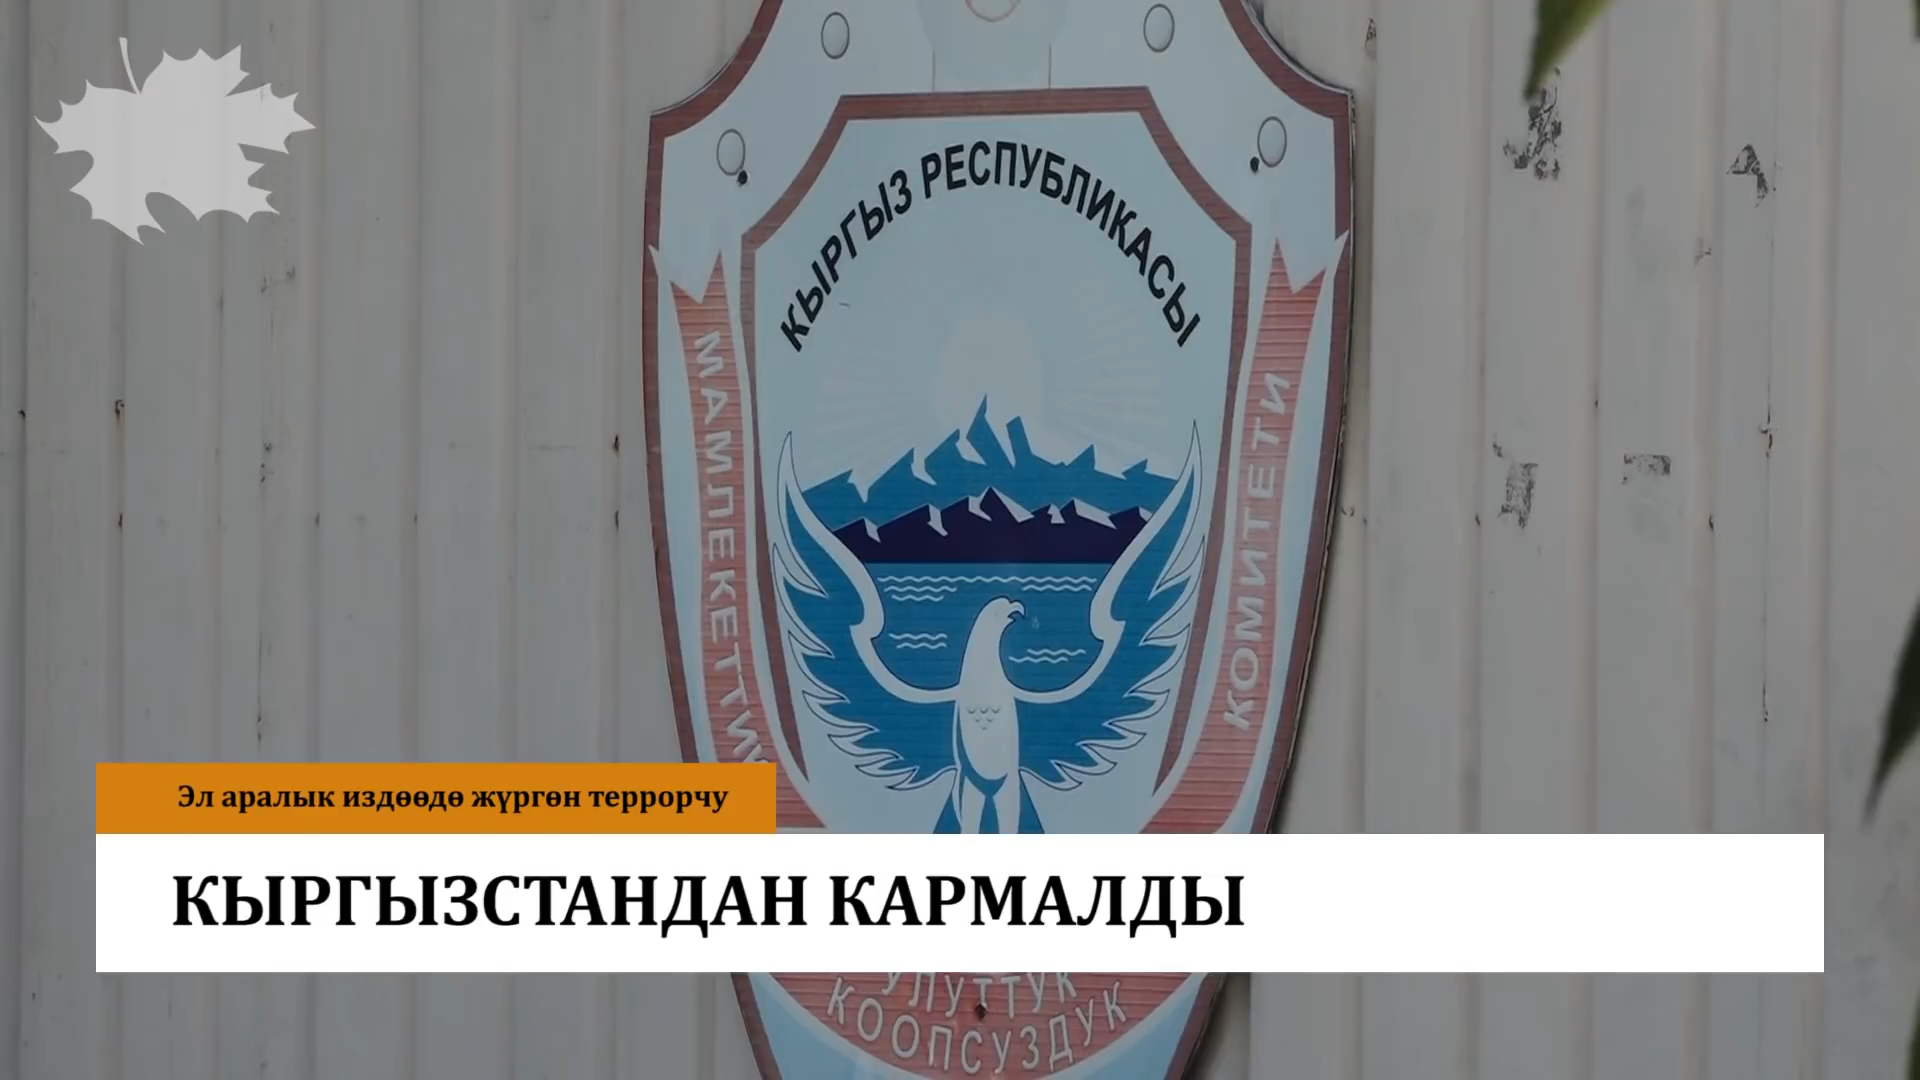 КЫРГЫЗ РЕСПУБЛИКАСЫ
МАМЛЕКЕТТИК
КОМИТЕТИ
Эл аралык издөөдө жүргөн террорчу
КЫРГЫЗСТАНДАН КАРМАЛДЫ
УЛУТТУК
КООПСУЗДУК